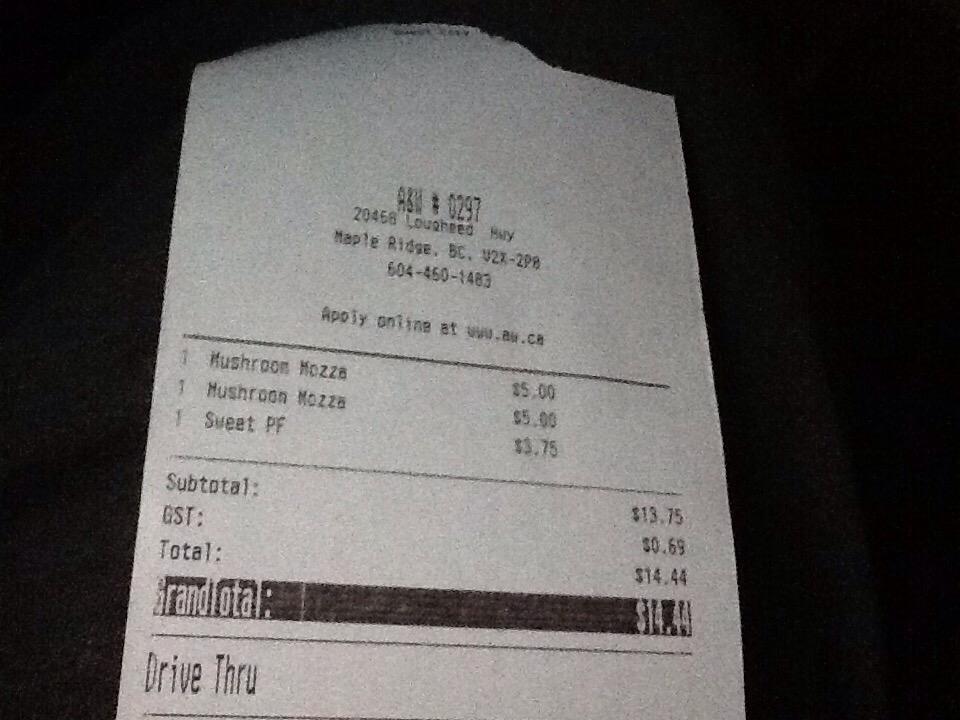 A&W # 0297
20468 Lougheed Hwy
Maple Ridge, BC, V2X-2P8
604-460-1483
Apply online at www.aw.ca
1 Mushroom Mozza $5.00
1 Mushroom Mozza $5.00
1 Sweet PF $3.75
Subtotal: $13.75
GST: $0.69
Total: $14.44
GrandTotal: $14.44
Drive Thru